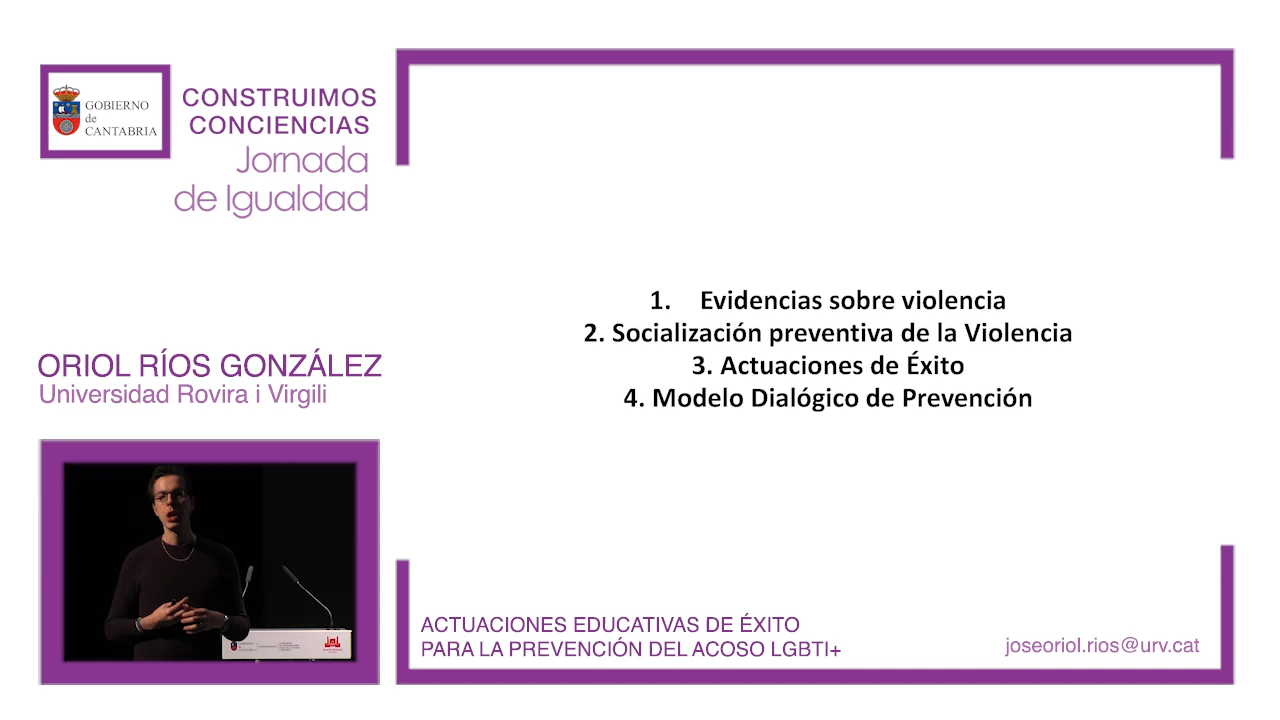 GOBIERNO
de
CANTABRIA
CONSTRUIMOS
CONCIENCIAS
Jornada
de Igualdad
ORIOL RÍOS GONZÁLEZ
Universidad Rovira i Virgili
1. Evidencias sobre violencia
2. Socialización preventiva de la Violencia
3. Actuaciones de Éxito
4. Modelo Dialógico de Prevención
ACTUACIONES EDUCATIVAS DE ÉXITO
PARA LA PREVENCIÓN DEL ACOSO LGBTI+
joseoriol.rios@urv.cat